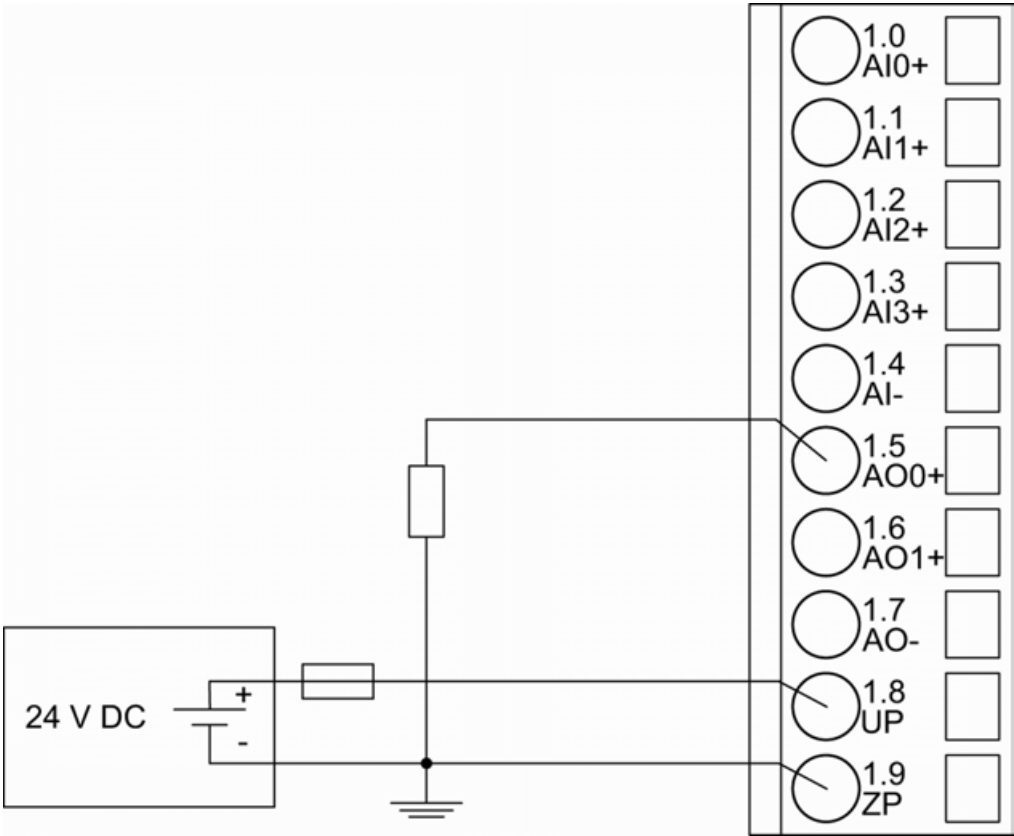 1.0
AI0+
1.1
AI1+
1.2
AI2+
1.3
AI3+
1.4
AI-
1.5
AO0+
1.6
AO1+
1.7
AO-
1.8
UP
1.9
ZP
24 V DC
+
-